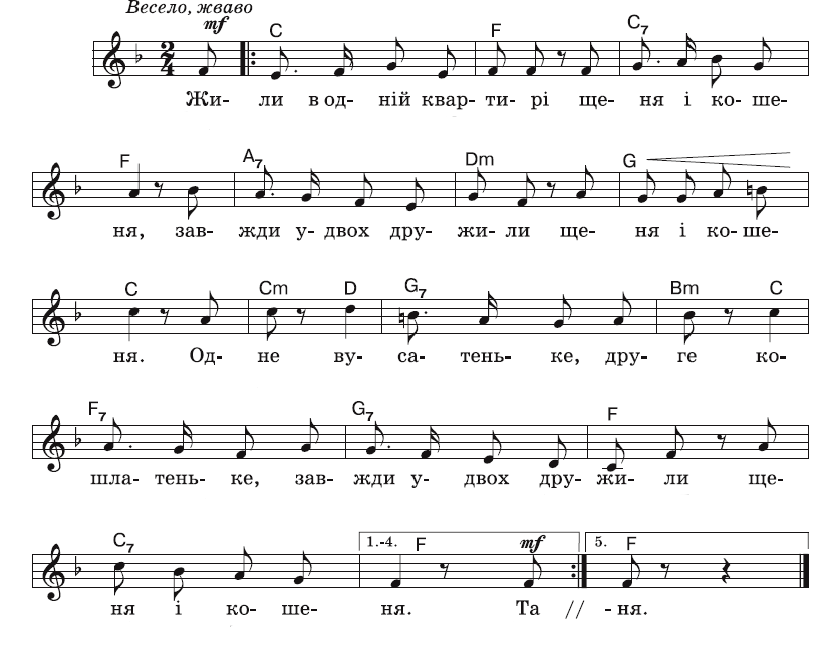 Весело, жваво
mf
C F C7
2/4
Жи- ли в од- ній квар- ти- рі ще- ня і ко- ше-
F A7 Dm G
ня, зав- жди у- двох дру- жи- ли ще- ня і ко- ше-
C Cm D G7 Bm C
ня. Од- не ву- са- тень- ке, дру- ге ко-
F7 G7 F
шла- тень- ке, зав- жди у- двох дру- жи- ли ще-
C7 1.-4. F mf 5. F
ня і ко- ше- ня. Та // - ня.